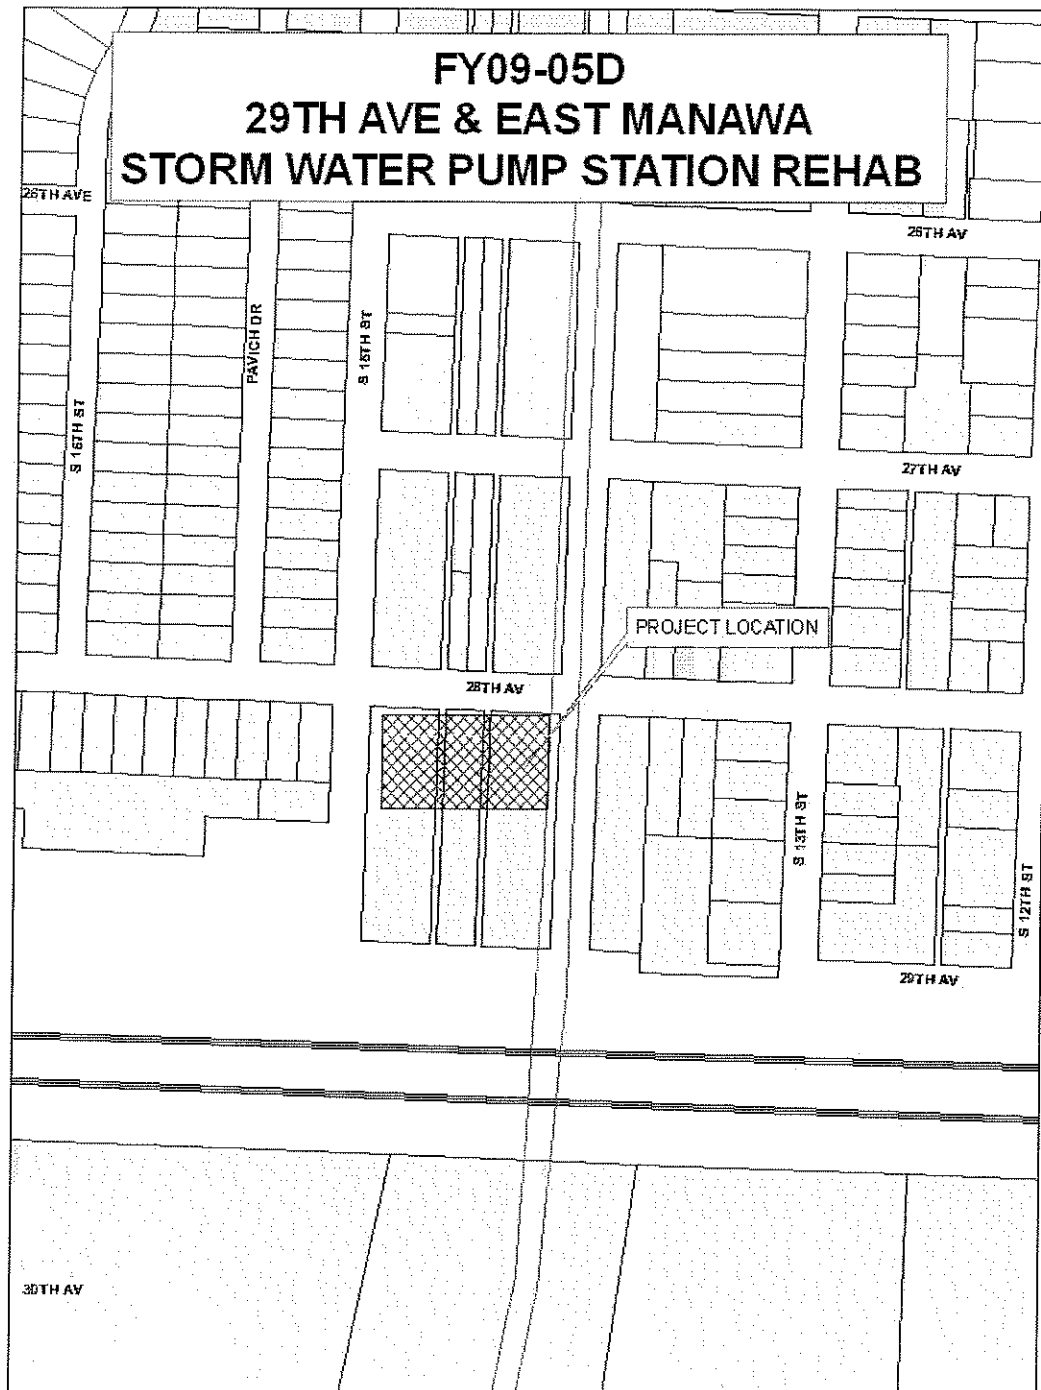 FY09-05D
29TH AVE & EAST MANAWA
STORM WATER PUMP STATION REHAB
26TH AVE
26TH AV
PAVICH DR
S 15TH ST
S 16TH ST
27TH AV
PROJECT LOCATION
28TH AV
S 13TH ST
S 12TH ST
29TH AV
30TH AV